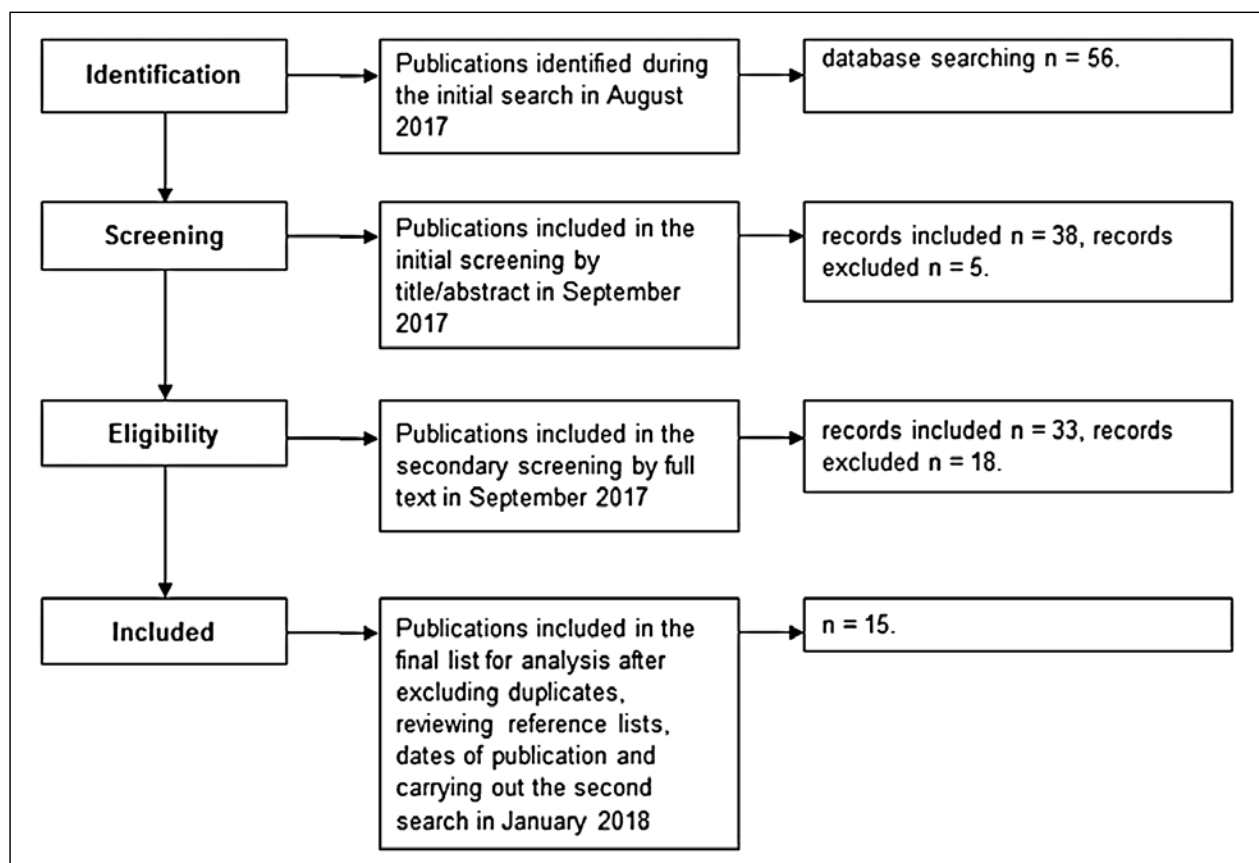 Identification
Publications identified during
the initial search in August
2017
database searching n = 56.
Screening
Publications included in the
initial screening by
title/abstract in September
2017
records included n = 38, records
excluded n = 5.
Eligibility
Publications included in the
secondary screening by full
text in September 2017
records included n = 33, records
excluded n = 18.
Included
Publications included in the
final list for analysis after
excluding duplicates,
reviewing reference lists,
dates of publication and
carrying out the second
search in January 2018
n = 15.